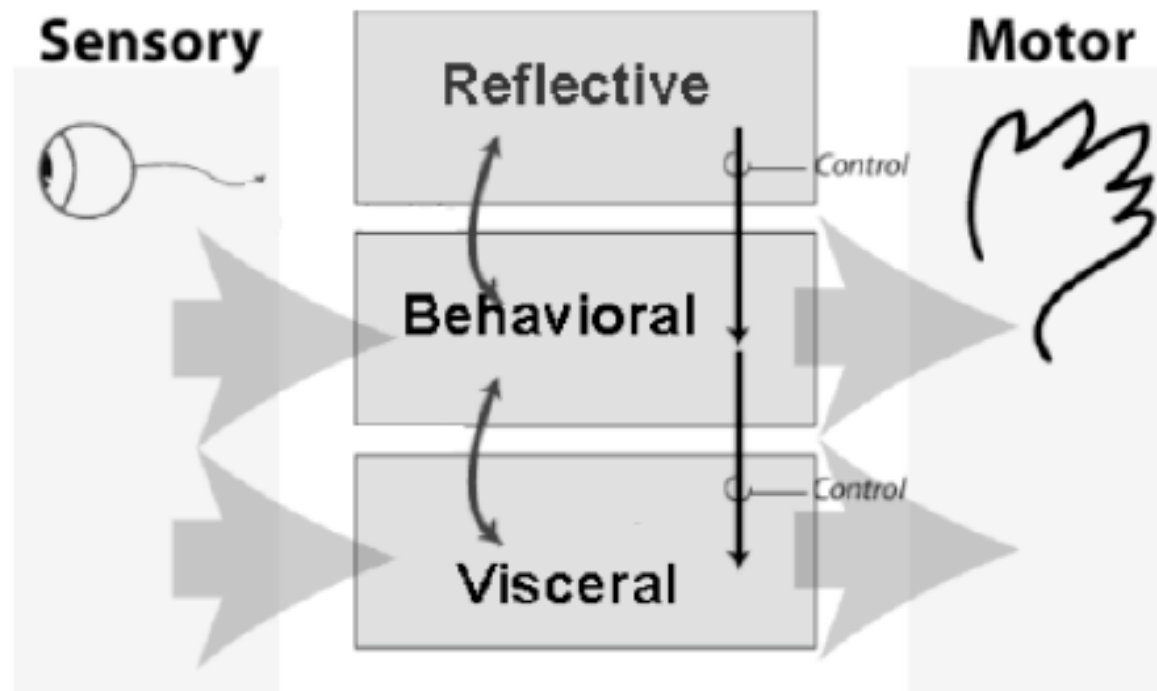 Sensory
Motor
Reflective
Control
Behavioral
Control
Visceral